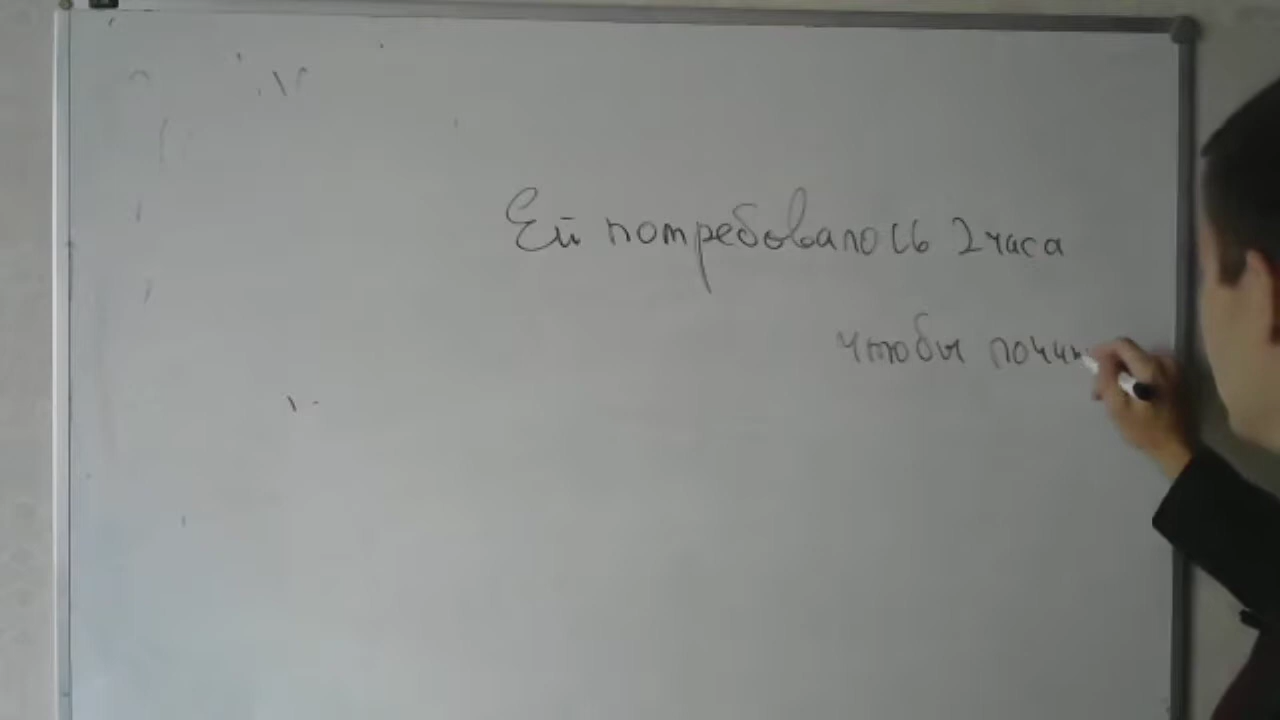 Ей потребовалось 2 часа
чтобы почи